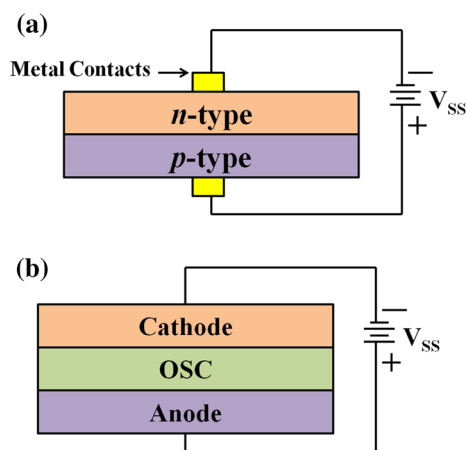 (a)
Metal Contacts
n-type
p-type
−
V_SS
+
(b)
Cathode
OSC
Anode
−
V_SS
+